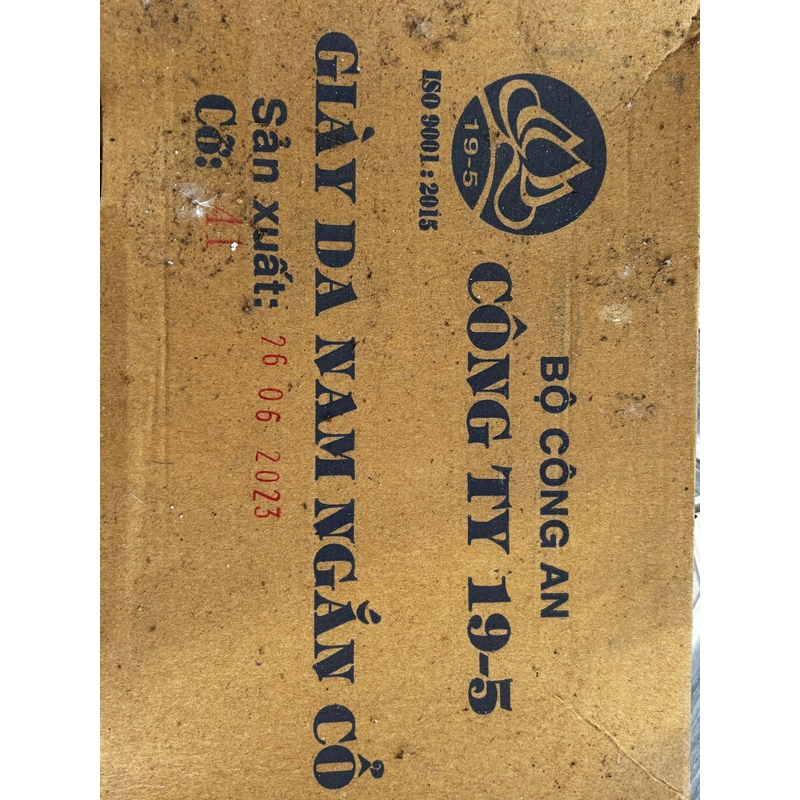 BỘ CÔNG AN
CÔNG TY 19-5
19-5
ISO 9001 : 2015
GIÀY DA NAM NGẮN CỔ
Sản xuất: 26 06 2023
Cỡ: 41